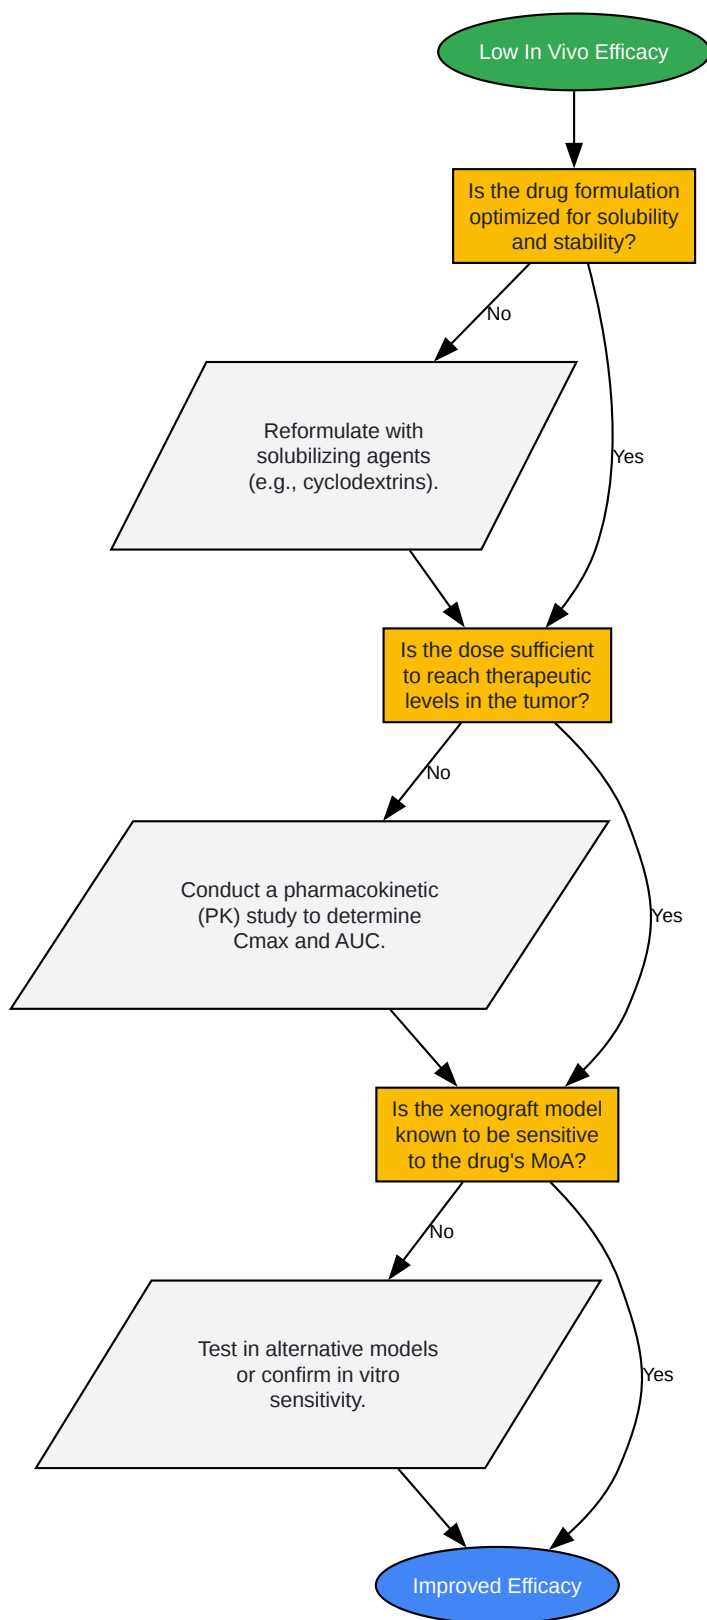 Low In Vivo Efficacy
Is the drug formulation
optimized for solubility
and stability?
No
Reformulate with
solubilizing agents
(e.g., cyclodextrins).
Yes
Is the dose sufficient
to reach therapeutic
levels in the tumor?
No
Conduct a pharmacokinetic
(PK) study to determine
Cmax and AUC.
Yes
Is the xenograft model
known to be sensitive
to the drug's MoA?
No
Test in alternative models
or confirm in vitro
sensitivity.
Yes
Improved Efficacy